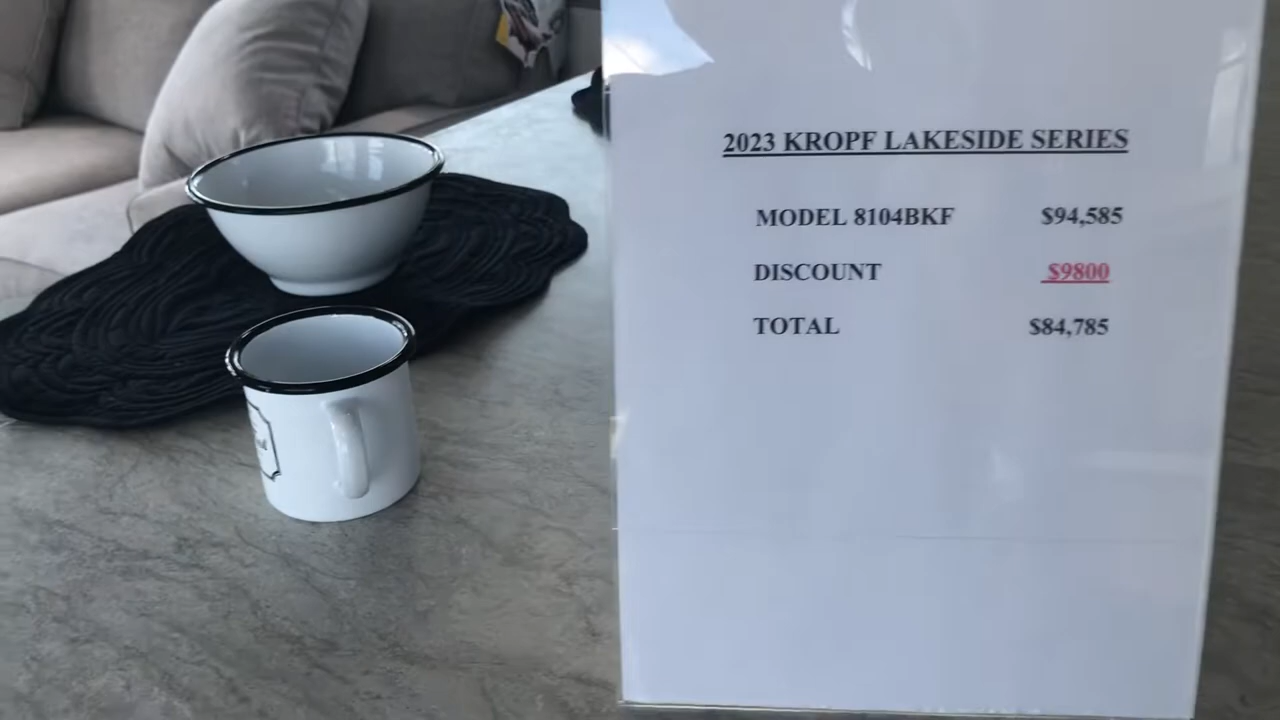 2023 KROPF LAKESIDE SERIES
MODEL 8104BKF $94,585
DISCOUNT $9800
TOTAL $84,785